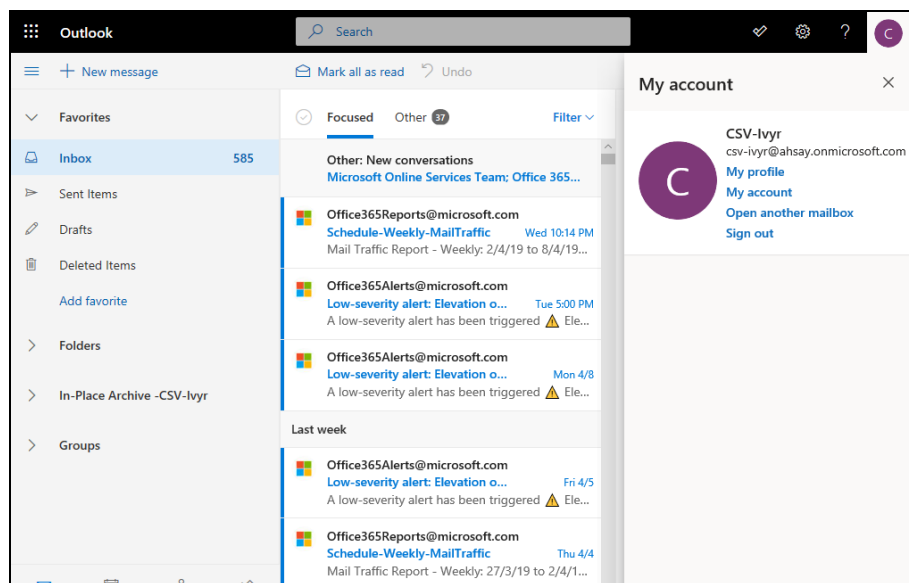 Outlook
Search
?
C
New message
Mark all as read
Undo
My account
Favorites
Focused
Other 37
Filter
Inbox 585
Sent Items
Drafts
Deleted Items
Add favorite
Folders
In-Place Archive -CSV-Ivyr
Groups
Other: New conversations
Microsoft Online Services Team; Office 365...
Office365Reports@microsoft.com
Schedule-Weekly-MailTraffic Wed 10:14 PM
Mail Traffic Report - Weekly: 2/4/19 to 8/4/19...
Office365Alerts@microsoft.com
Low-severity alert: Elevation o... Tue 5:00 PM
A low-severity alert has been triggered ⚠ Ele...
Office365Alerts@microsoft.com
Low-severity alert: Elevation o... Mon 4/8
A low-severity alert has been triggered ⚠ Ele...
Last week
Office365Alerts@microsoft.com
Low-severity alert: Elevation o... Fri 4/5
A low-severity alert has been triggered ⚠ Ele...
Office365Reports@microsoft.com
Schedule-Weekly-MailTraffic Thu 4/4
Mail Traffic Report - Weekly: 27/3/19 to 2/4/1...
C
CSV-Ivyr
csv-ivyr@ahsay.onmicrosoft.com
My profile
My account
Open another mailbox
Sign out